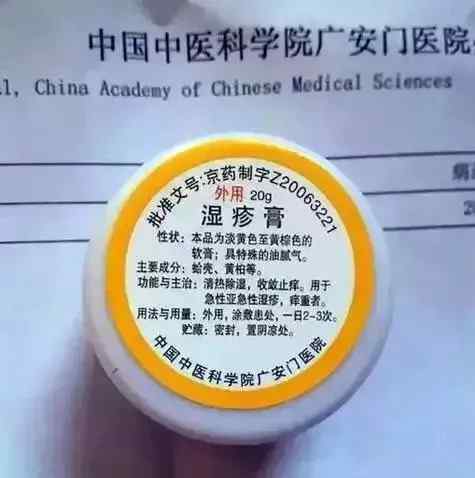 中国中医科学院广安门医院
l, China Academy of Chinese Medical Sciences
批准文号:京药制字Z20063221
外用 20g
湿疹膏
性状：本品为淡黄色至黄棕色的
软膏；具特殊的油腻气。
主要成分：蛤壳、黄柏等。
功能与主治：清热除湿，收敛止痒。用于
急性亚急性湿疹，痒重者。
用法与用量：外用，涂敷患处，一日2-3次。
贮藏：密封，置阴凉处。
中国中医科学院广安门医院